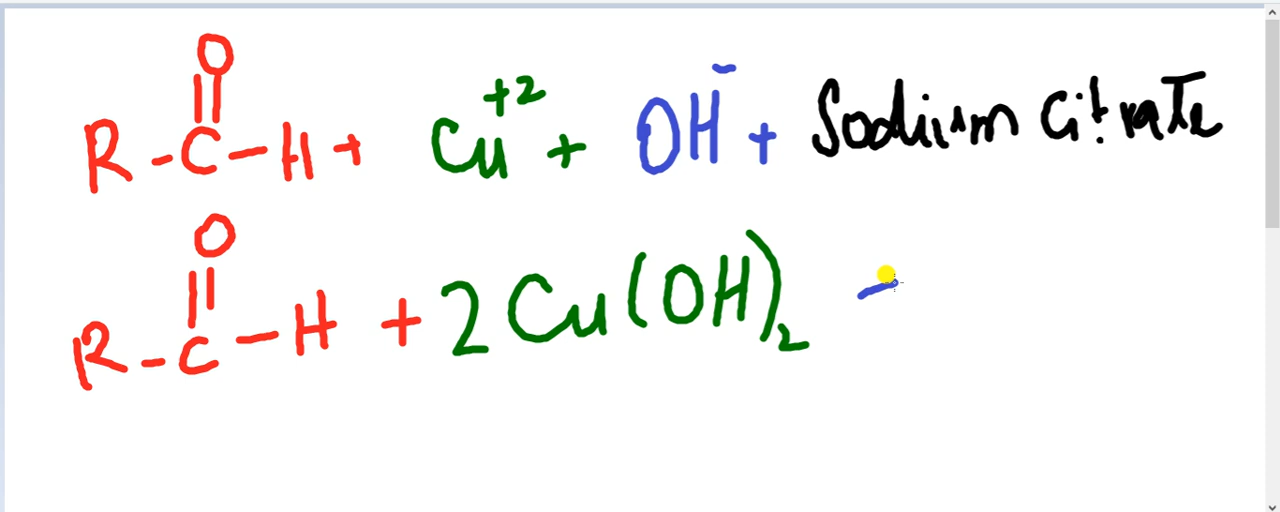 O
R-C-H + Cu+2 + OH- + Sodium Citrate
O
R-C-H + 2Cu(OH)2